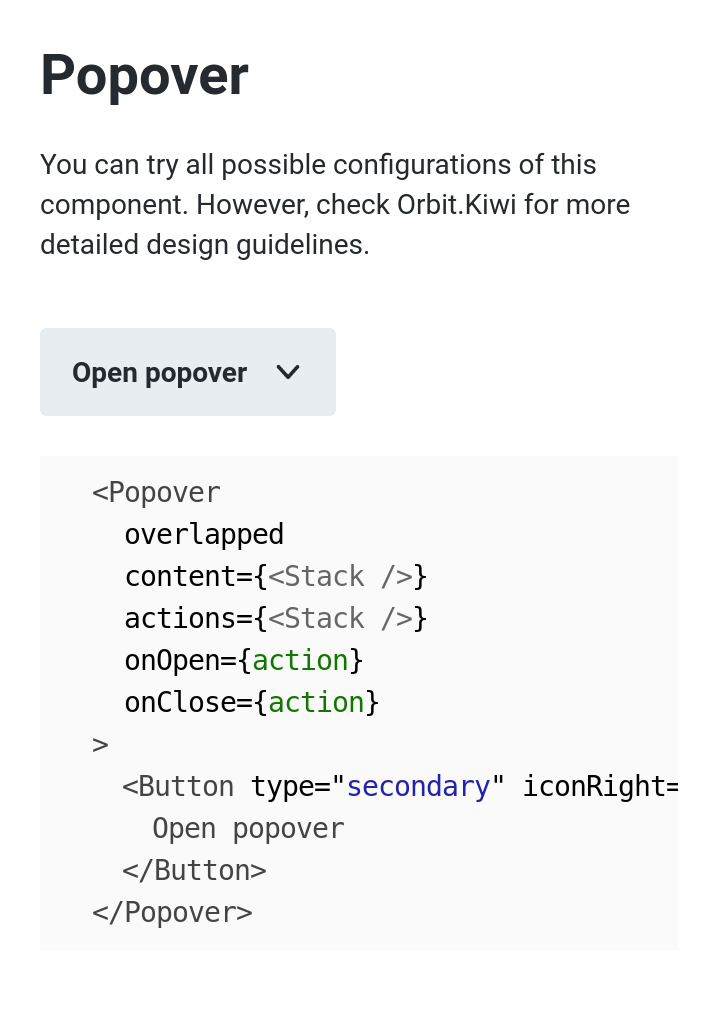 Popover
You can try all possible configurations of this
component. However, check Orbit.Kiwi for more
detailed design guidelines.
Open popover
<Popover
overlapped
content={<Stack />}
actions={<Stack />}
onOpen={action}
onClose={action}
>
<Button type="secondary" iconRight=
Open popover
</Button>
</Popover>